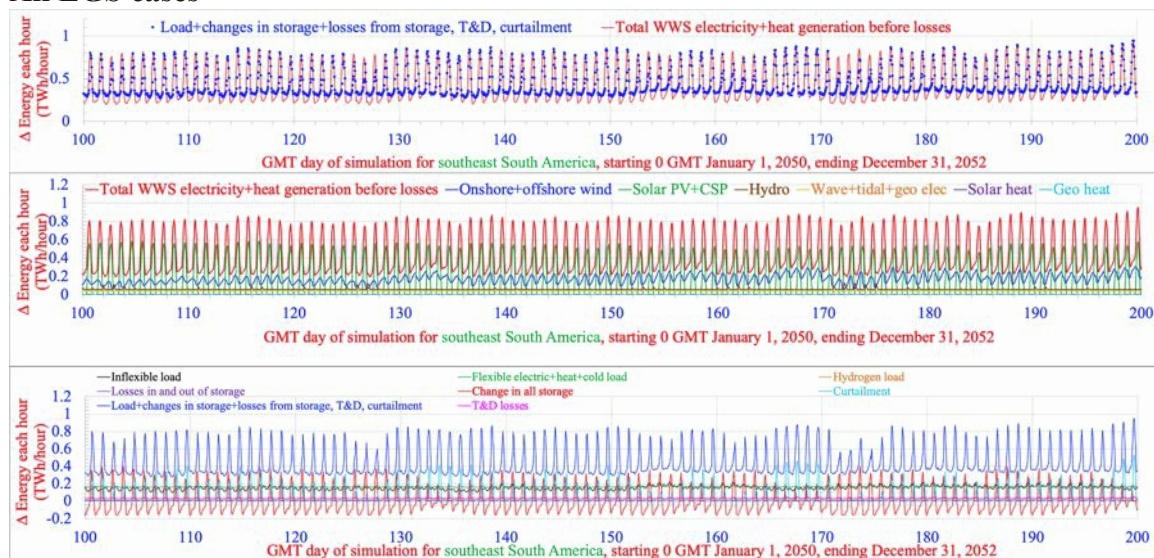 All EGS cases
Load+changes in storage+losses from storage, T&D, curtailment Total WWS electricity+heat generation before losses
Δ Energy each hour
(TWh/hour)
1
0.5
0
100 110 120 130 140 150 160 170 180 190 200
GMT day of simulation for southeast South America, starting 0 GMT January 1, 2050, ending December 31, 2052
Total WWS electricity+heat generation before losses Onshore+offshore wind Solar PV+CSP Hydro Wave+tidal+geo elec Solar heat Geo heat
Δ Energy each hour
(TWh/hour)
1.2
1
0.8
0.6
0.4
0.2
0
100 110 120 130 140 150 160 170 180 190 200
GMT day of simulation for southeast South America, starting 0 GMT January 1, 2050, ending December 31, 2052
Inflexible load Flexible electric+heat+cold load Hydrogen load
Losses in and out of storage Change in all storage Curtailment
Load+changes in storage+losses from storage, T&D, curtailment T&D losses
Δ Energy each hour
(TWh/hour)
1.2
1
0.8
0.6
0.4
0.2
0
-0.2
100 110 120 130 140 150 160 170 180 190 200
GMT day of simulation for southeast South America, starting 0 GMT January 1, 2050, ending December 31, 2052